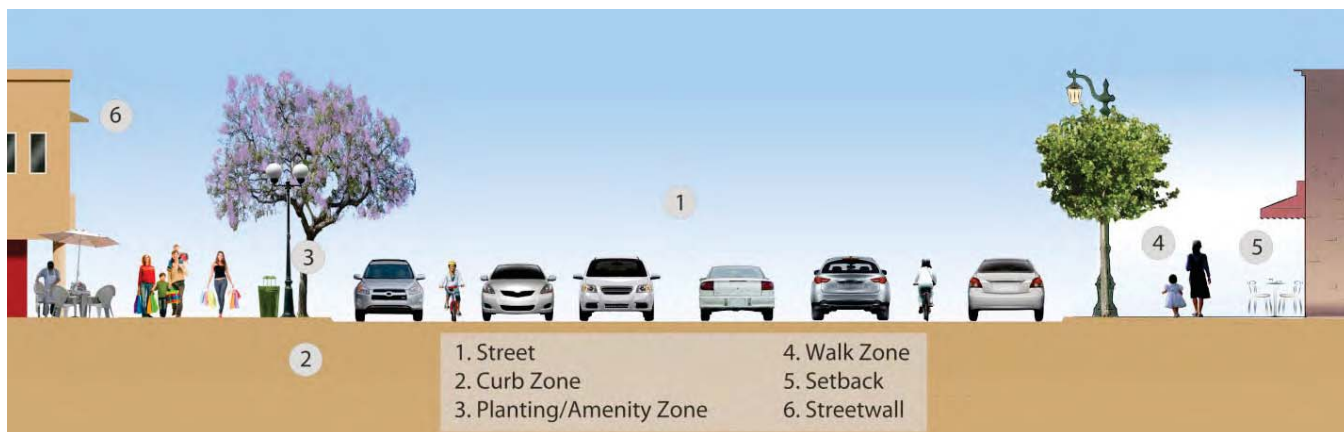 6
1
3
4
5
2
1. Street
2. Curb Zone
3. Planting/Amenity Zone
4. Walk Zone
5. Setback
6. Streetwall